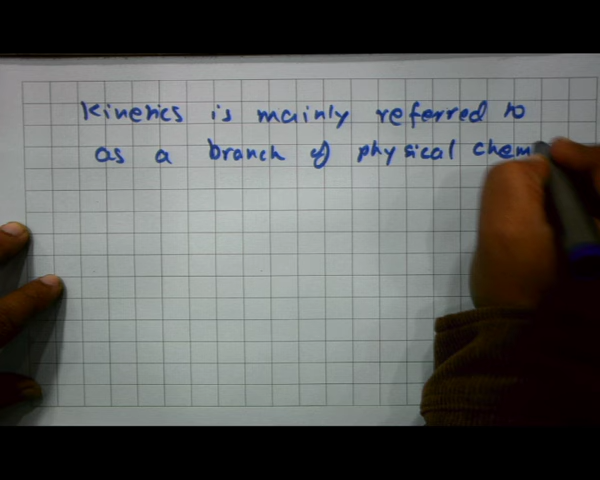 Kinetics is mainly referred to
as a branch of physical chem